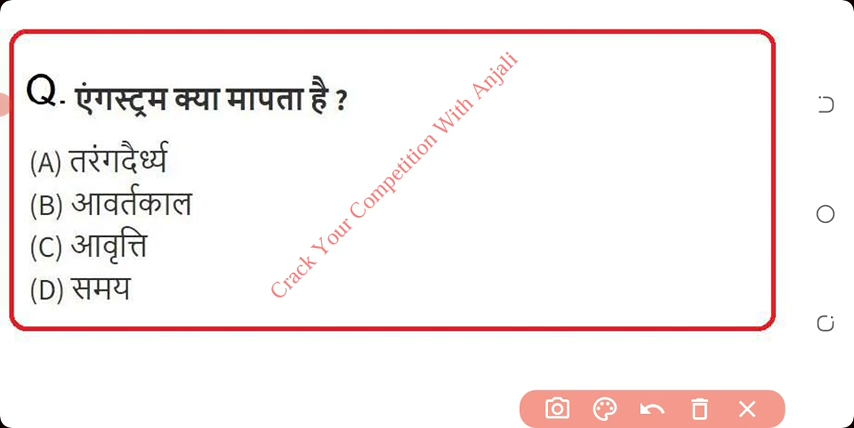 Q. एंगस्ट्रम क्या मापता है ?
(A) तरंगदैर्ध्य
(B) आवर्तकाल
(C) आवृत्ति
(D) समय
Crack Your Competition With Anjali